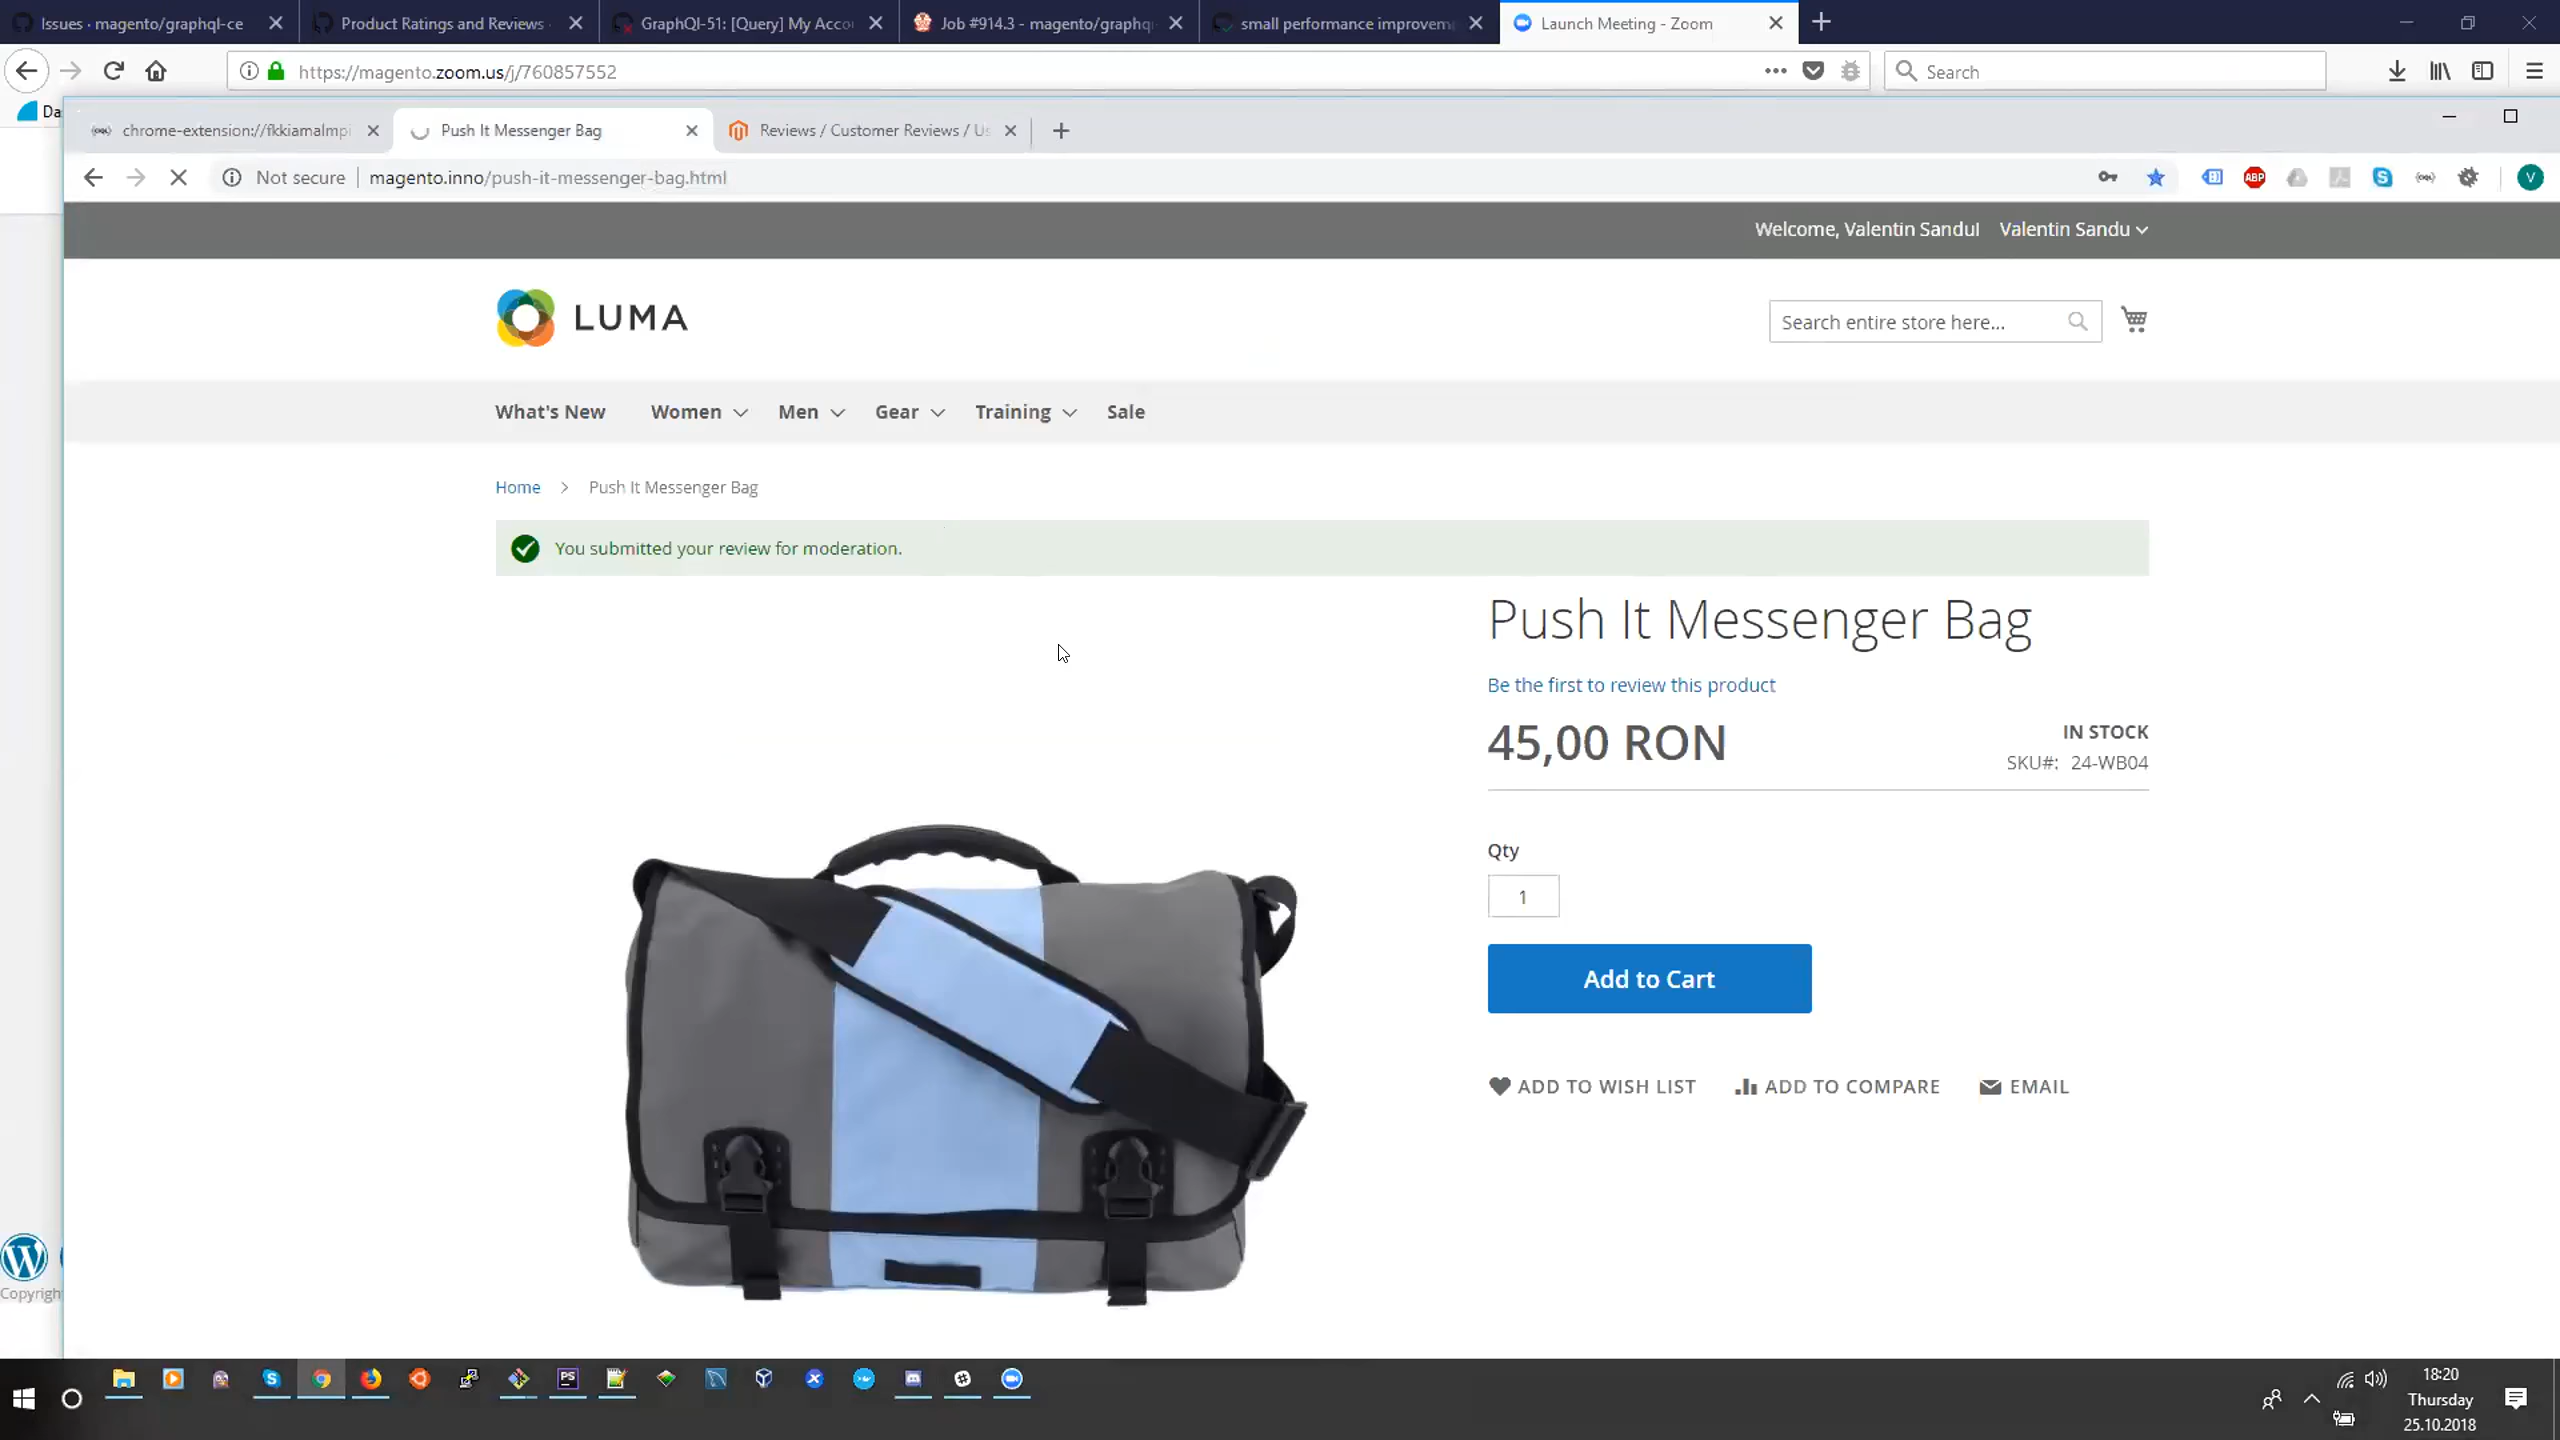 Issues · magento/graphql-ce
Product Ratings and Reviews ·
GraphQl-51: [Query] My Acco
Job #914.3 - magento/graphq
small performance improvem
Launch Meeting - Zoom
https://magento.zoom.us/j/760857552
Search
Da
chrome-extension://fkkiamalmpi
Push It Messenger Bag
Reviews / Customer Reviews / Us
Not secure
magento.inno/push-it-messenger-bag.html
ABP
V
Welcome, Valentin Sandu!
Valentin Sandu
LUMA
Search entire store here...
What's New
Women
Men
Gear
Training
Sale
Home
Push It Messenger Bag
You submitted your review for moderation.
Push It Messenger Bag
Be the first to review this product
45,00 RON
IN STOCK
SKU#: 24-WB04
Qty
1
Add to Cart
ADD TO WISH LIST
ADD TO COMPARE
EMAIL
Copyrigh
PS
18:20
Thursday
25.10.2018